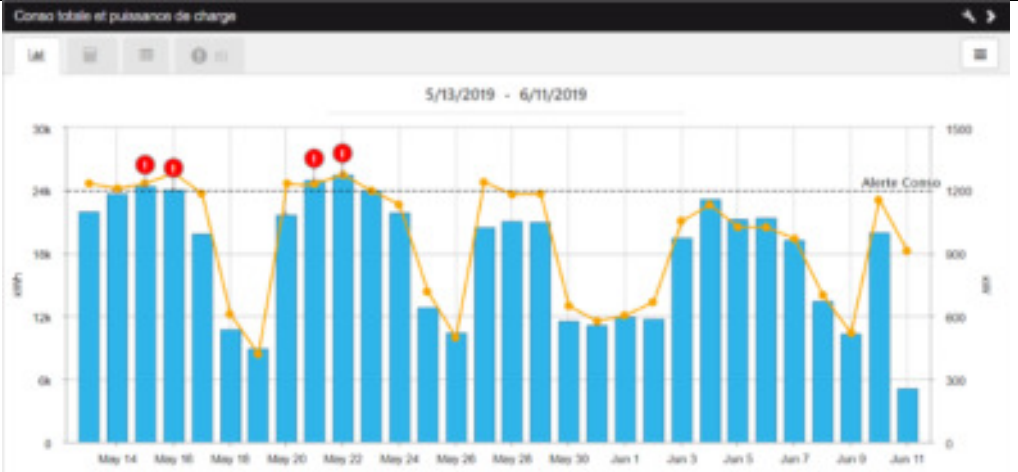 Conso totale et puissance de charge
5/13/2019 - 6/11/2019
30k 1500
Alerte Conso
24k 1200
18k 900
kWh kW
12k 600
6k 300
0 0
May 14 May 16 May 18 May 20 May 22 May 24 May 26 May 28 May 30 Jun 1 Jun 3 Jun 5 Jun 7 Jun 9 Jun 11